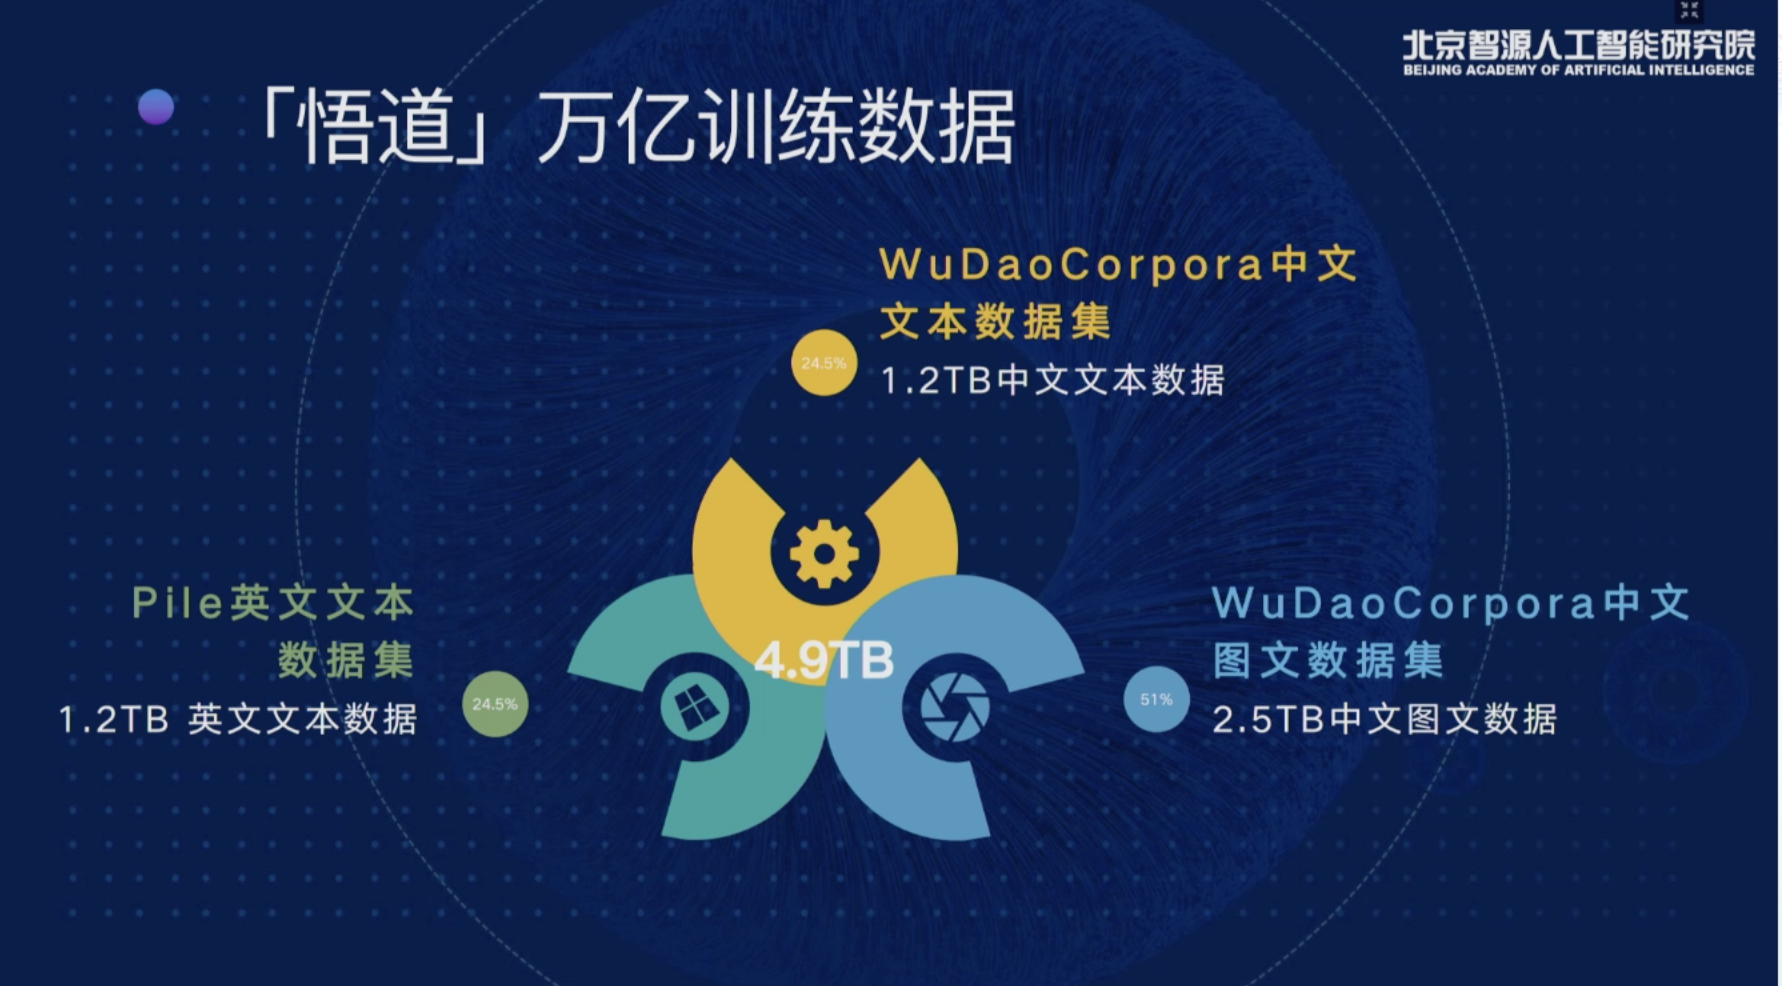 北京智源人工智能研究院
BEIJING ACADEMY OF ARTIFICIAL INTELLIGENCE
「悟道」万亿训练数据
WuDaoCorpora中文
文本数据集
24.5%
1.2TB中文文本数据
Pile英文文本
数据集
1.2TB 英文文本数据
24.5%
4.9TB
51%
WuDaoCorpora中文
图文数据集
2.5TB中文图文数据